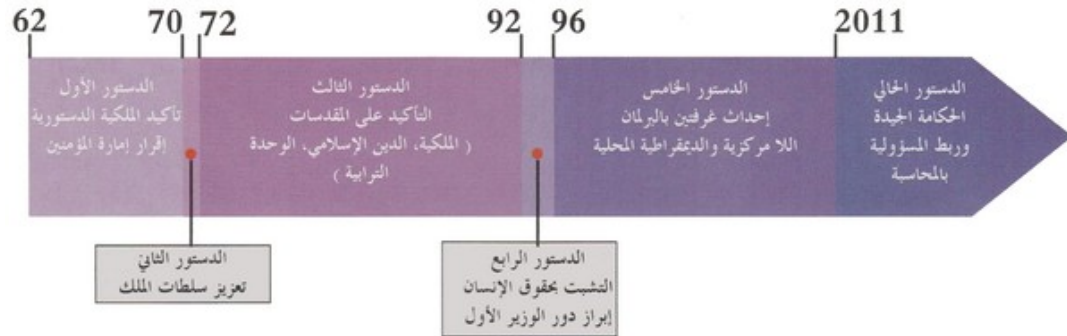 62
70
72
92
96
2011
الدستور الأول
تأكيد الملكية الدستورية
إقرار إمارة المؤمنين
الدستور الثالث
التأكيد على المقدسات
( الملكية، الدين الإسلامي، الوحدة
الترابية )
الدستور الخامس
إحداث غرفتين بالبرلمان
اللا مركزية والديمقراطية المحلية
الدستور الحالي
الحكامة الجيدة
وربط المسؤولية
بالمحاسبة
الدستور الثاني
تعزيز سلطات الملك
الدستور الرابع
التشبت بحقوق الإنسان
إبراز دور الوزير الأول